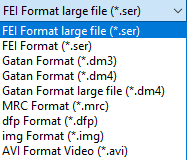 FEI Format large file (*.ser)
FEI Format large file (*.ser)
FEI Format (*.ser)
Gatan Format (*.dm3)
Gatan Format (*.dm4)
Gatan Format large file (*.dm4)
MRC Format (*.mrc)
dfp Format (*.dfp)
img Format (*.img)
AVI Format Video (*.avi)